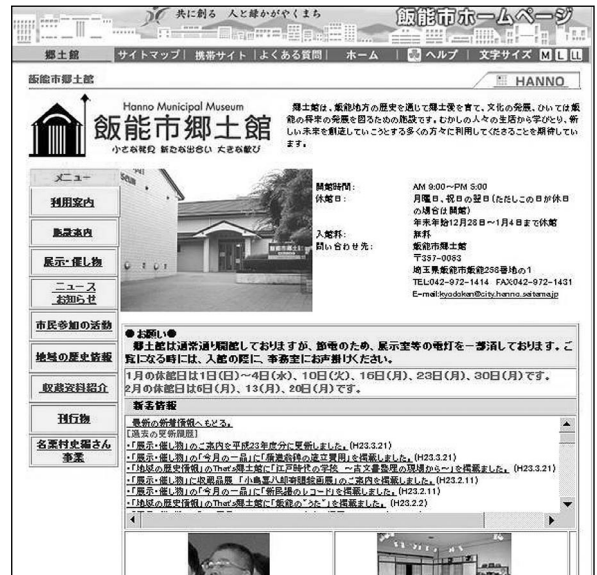 共に創る 人と緑かがやくまち
飯能市ホームページ
郷土館
サイトマップ | 携帯サイト | よくある質問 | ホーム | ヘルプ | 文字サイズ M L LL
飯能市郷土館
HANNO
Hanno Municipal Museum
飯能市郷土館
小さな発見 新たな出会い 大きな歓び
郷土館は、飯能地方の歴史を通じて郷土愛を育て、文化の発展、ひいては飯
能の将来の発展を図るための施設です。むかしの人々の生活から学びとり、新
しい未来を創造していこうとする多くの方々に利用してくださることを期待してい
ます。
メニュー
利用案内
施設案内
展示・催し物
ニュース
お知らせ
市民参加の活動
地域の歴史情報
収蔵資料紹介
刊行物
名栗村史編さん
事業
開館時間: AM 9:00～PM 5:00
休館日: 月曜日、祝日の翌日(ただしこの日が休日
の場合は開館)
年末年始12月28日～1月4日まで休館
入館料: 無料
問い合わせ先: 飯能市郷土館
〒357-0063
埼玉県飯能市飯能258番地の1
TEL:042-972-1414 FAX042-972-1431
E-mail:kyodokan@city.hanno.saitama.jp
●お願い●
郷土館は通常通り開館しておりますが、節電のため、展示室等の電灯を一部消しております。ご
覧になる時には、入館の際に、事務室にお声掛けください。
1月の休館日は1日(日)～4日(水)、10日(火)、16日(月)、23日(月)、30日(月)です。
2月の休館日は6日(月)、13(月)、20日(月)です。
新着情報
最新の新着情報へもどる。
[過去の更新履歴]
・「展示・催し物」のご案内を平成23年度分に更新しました。(H23.3.21)
・「展示・催し物」の「今月の一品」に を掲載しました。(H23.3.21)
・「地域の歴史情報」のThat's郷土館に「江戸時代の学校 ～古文書整理の現場から～」を掲載しました。(H23.3.21)
・「展示・催し物」に収蔵品展「小島喜八郎 絵画展」のご案内を掲載しました。(H23.2.11)
・「展示・催し物」の「今月の一品」に「新民謡のレコード」を掲載しました。(H23.2.11)
・「地域の歴史情報」のThat's郷土館に「飯能の"うた"」を掲載しました。(H23.2.2)